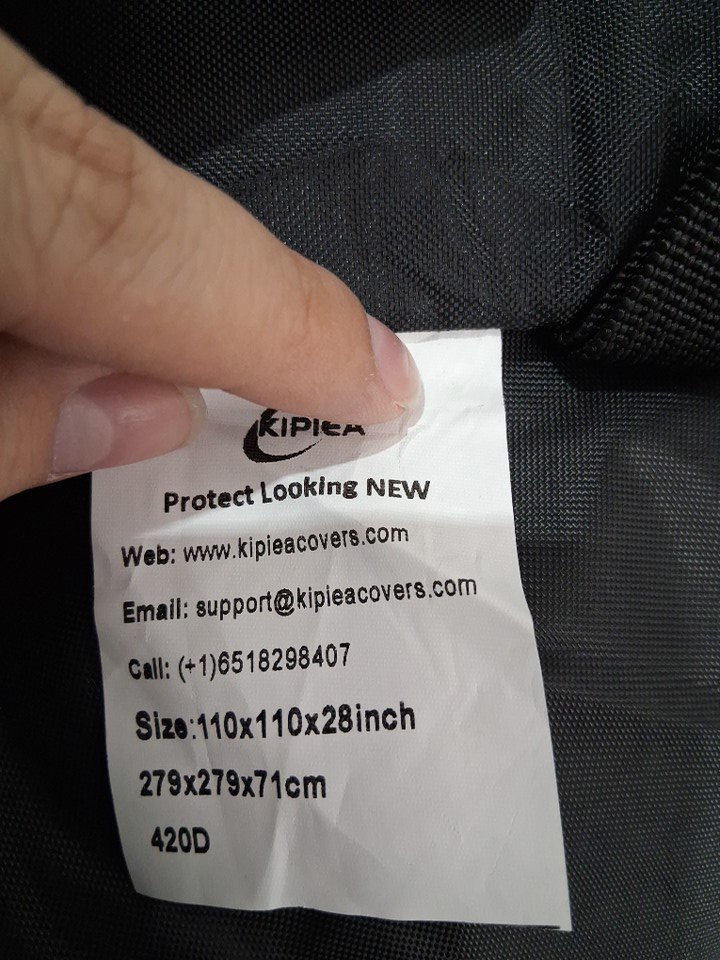 KIPIEA
Protect Looking NEW
Web: www.kipieacovers.com
Email: support@kipieacovers.com
Call: (+1)6518298407
Size:110x110x28inch
279x279x71cm
420D